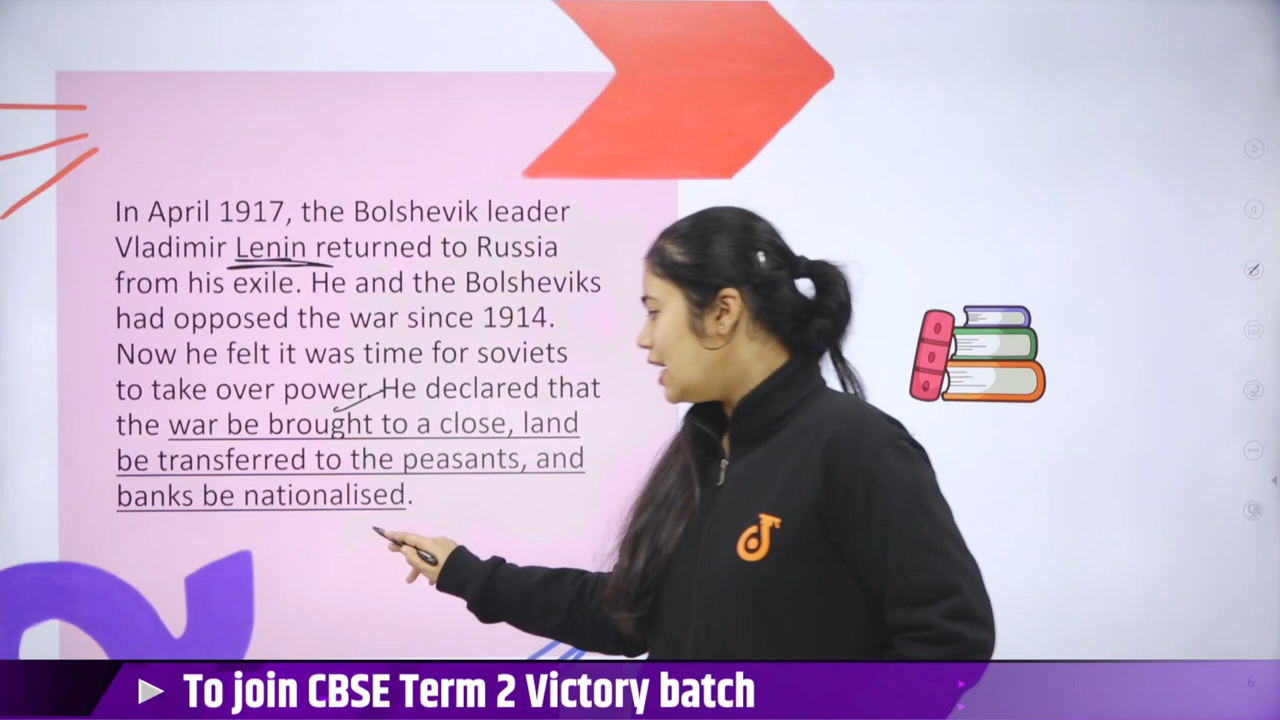 In April 1917, the Bolshevik leader
Vladimir Lenin returned to Russia
from his exile. He and the Bolsheviks
had opposed the war since 1914.
Now he felt it was time for soviets
to take over power. He declared that
the war be brought to a close, land
be transferred to the peasants, and
banks be nationalised.
To join CBSE Term 2 Victory batch
6